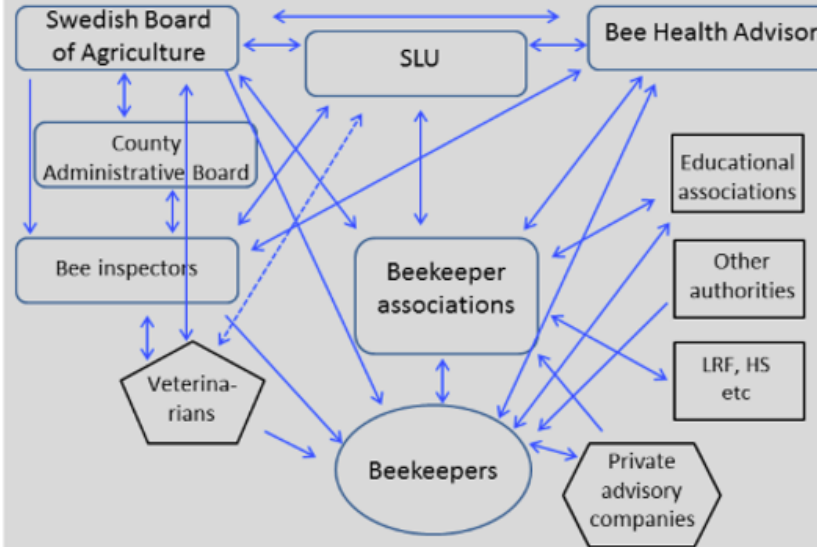 Swedish Board
of Agriculture
SLU
Bee Health Advisor
County
Administrative Board
Educational
associations
Bee inspectors
Beekeeper
associations
Other
authorities
LRF, HS
etc
Veterina-
rians
Beekeepers
Private
advisory
companies